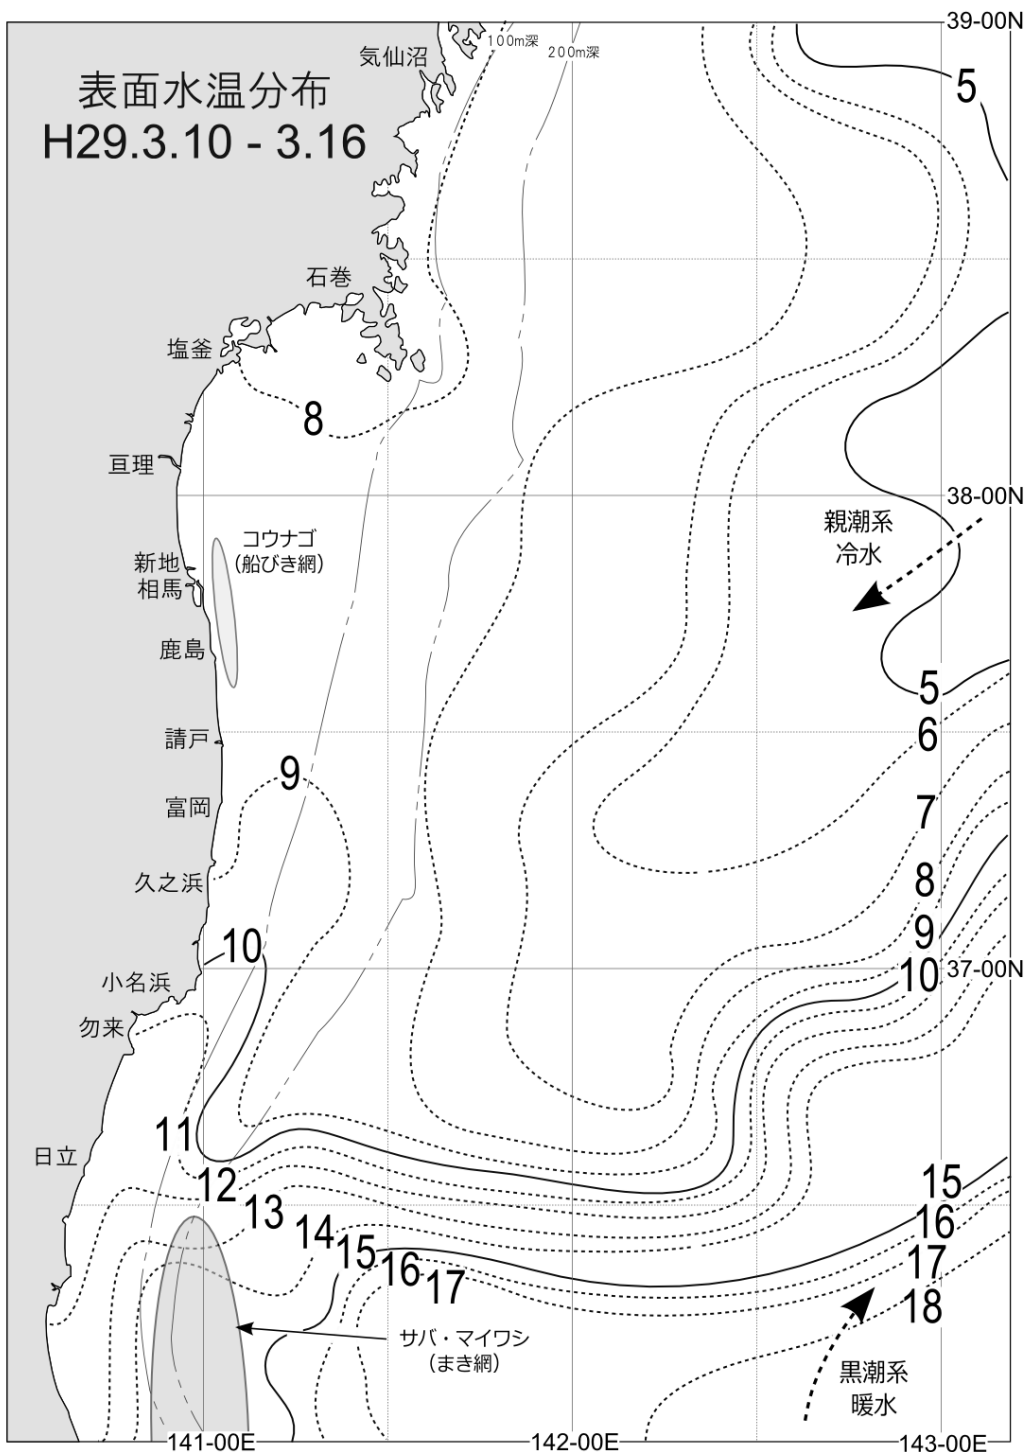 39-00N
100m深
200m深
気仙沼
表面水温分布
H29.3.10 - 3.16
5
石巻
塩釜
8
亘理
38-00N
親潮系
冷水
コウナゴ
(船びき網)
新地
相馬
鹿島
5
6
請戸
9
富岡
7
久之浜
8
9
10
10
37-00N
小名浜
勿来
11
日立
12
13
14
15
16
17
15
16
17
18
サバ・マイワシ
(まき網)
黒潮系
暖水
141-00E
142-00E
143-00E